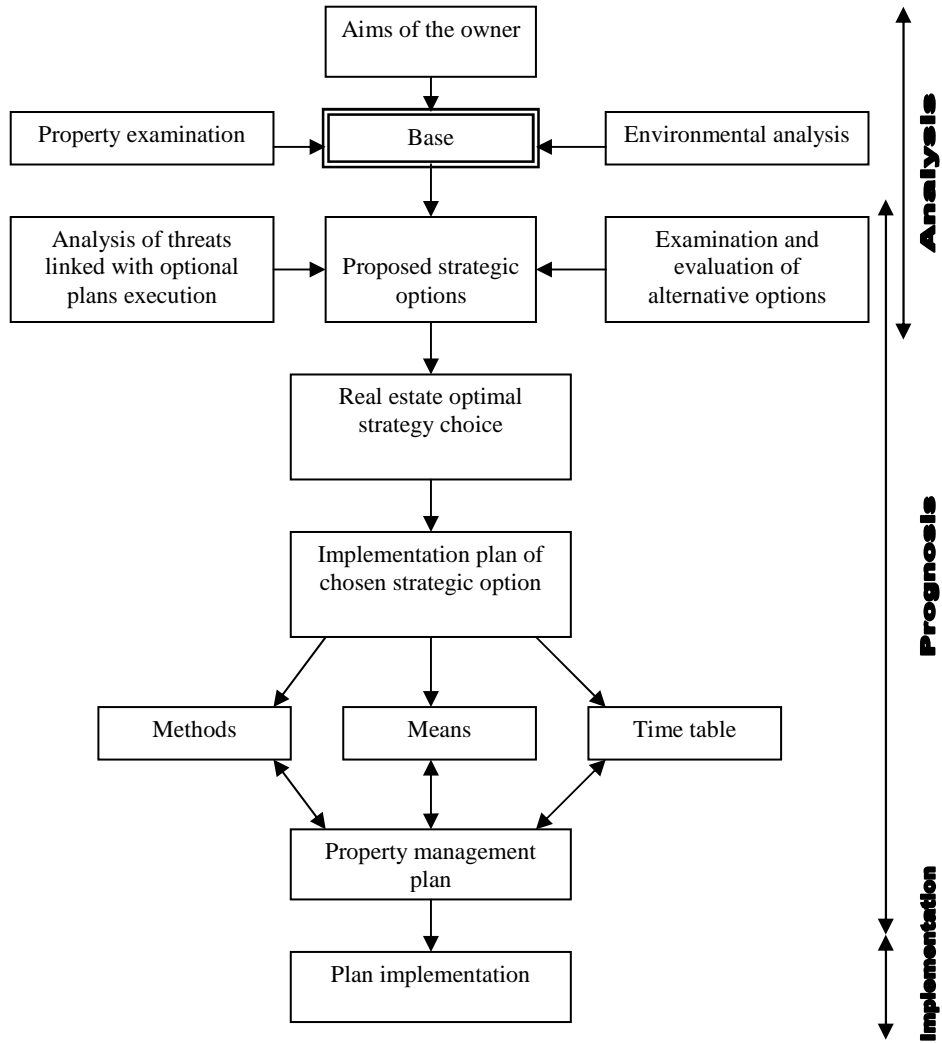 Aims of the owner
Property examination
Base
Environmental analysis
Analysis of threats
linked with optional
plans execution
Proposed strategic
options
Examination and
evaluation of
alternative options
Real estate optimal
strategy choice
Implementation plan of
chosen strategic option
Methods
Means
Time table
Property management
plan
Plan implementation
Analysis
Prognosis
Implementation